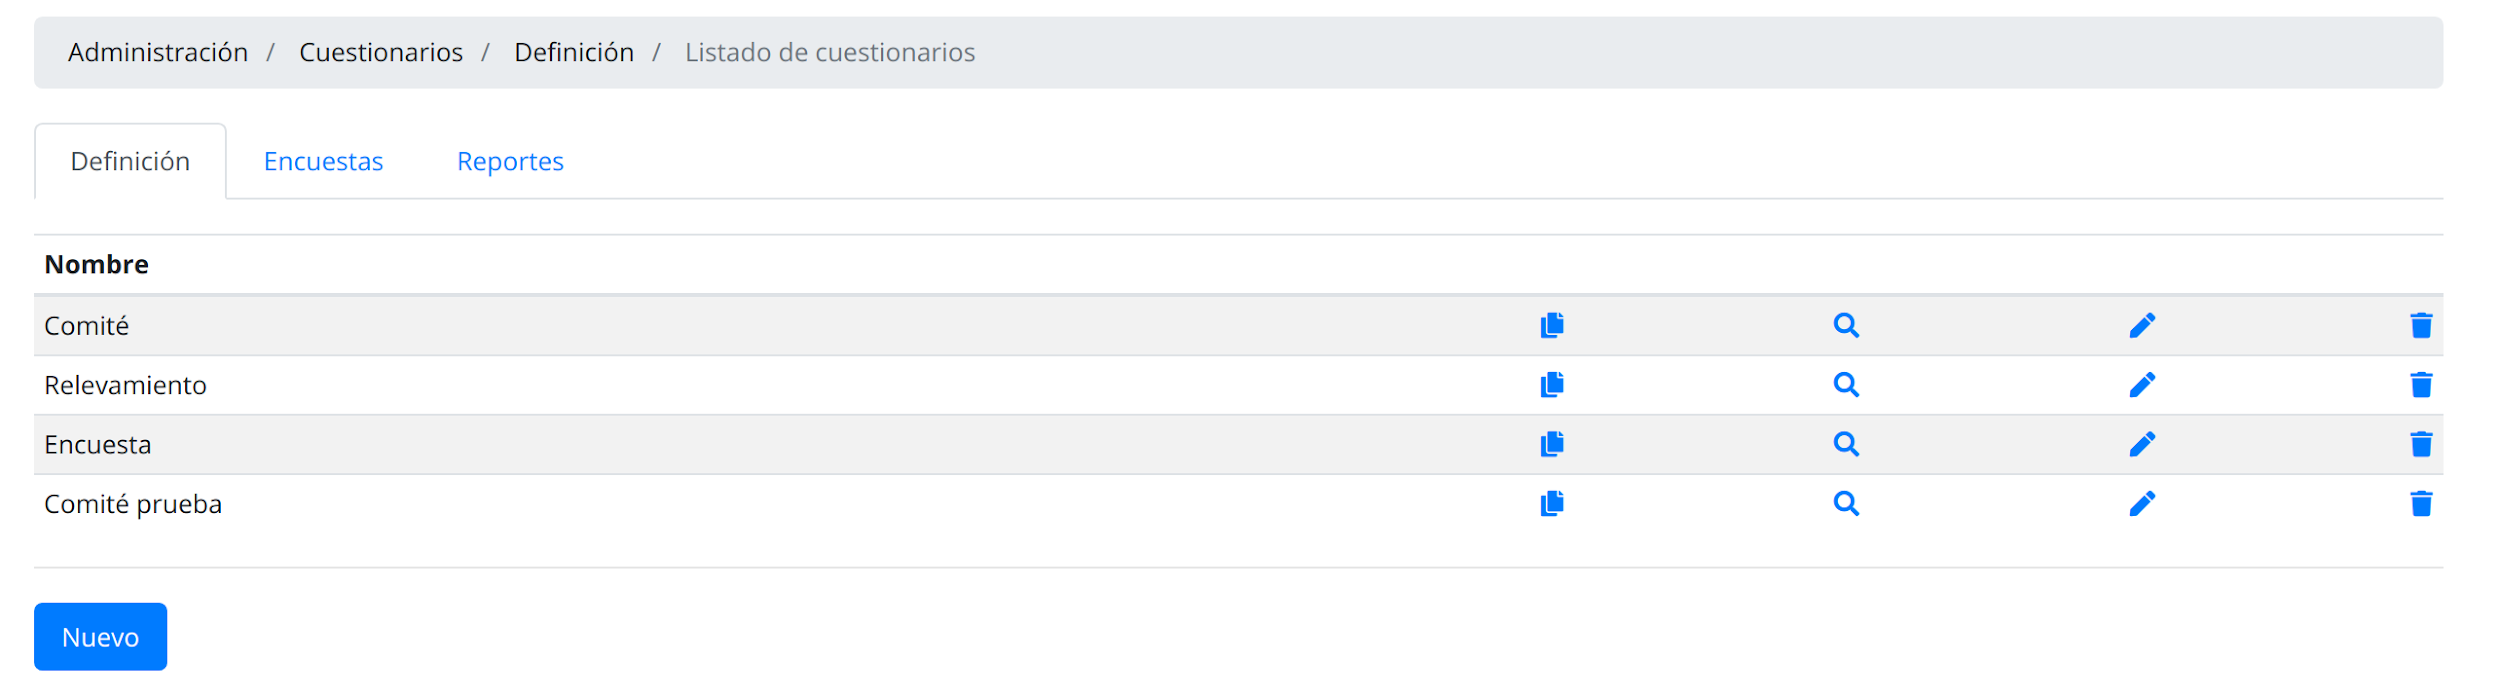 Administración / Cuestionarios / Definición / Listado de cuestionarios
Definición Encuestas Reportes
Nombre
Comité
Relevamiento
Encuesta
Comité prueba
Nuevo